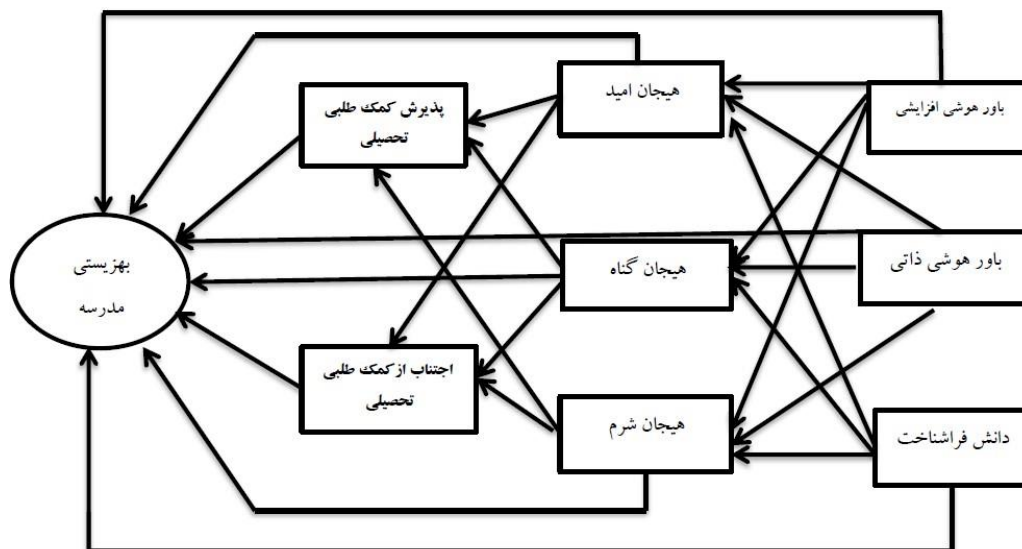 باور هوشی افزایشی
باور هوشی ذاتی
دانش فراشناخت
هیجان امید
هیجان گناه
هیجان شرم
پذیرش کمک طلبی
تحصیلی
اجتناب از کمک طلبی
تحصیلی
بهزیستی
مدرسه